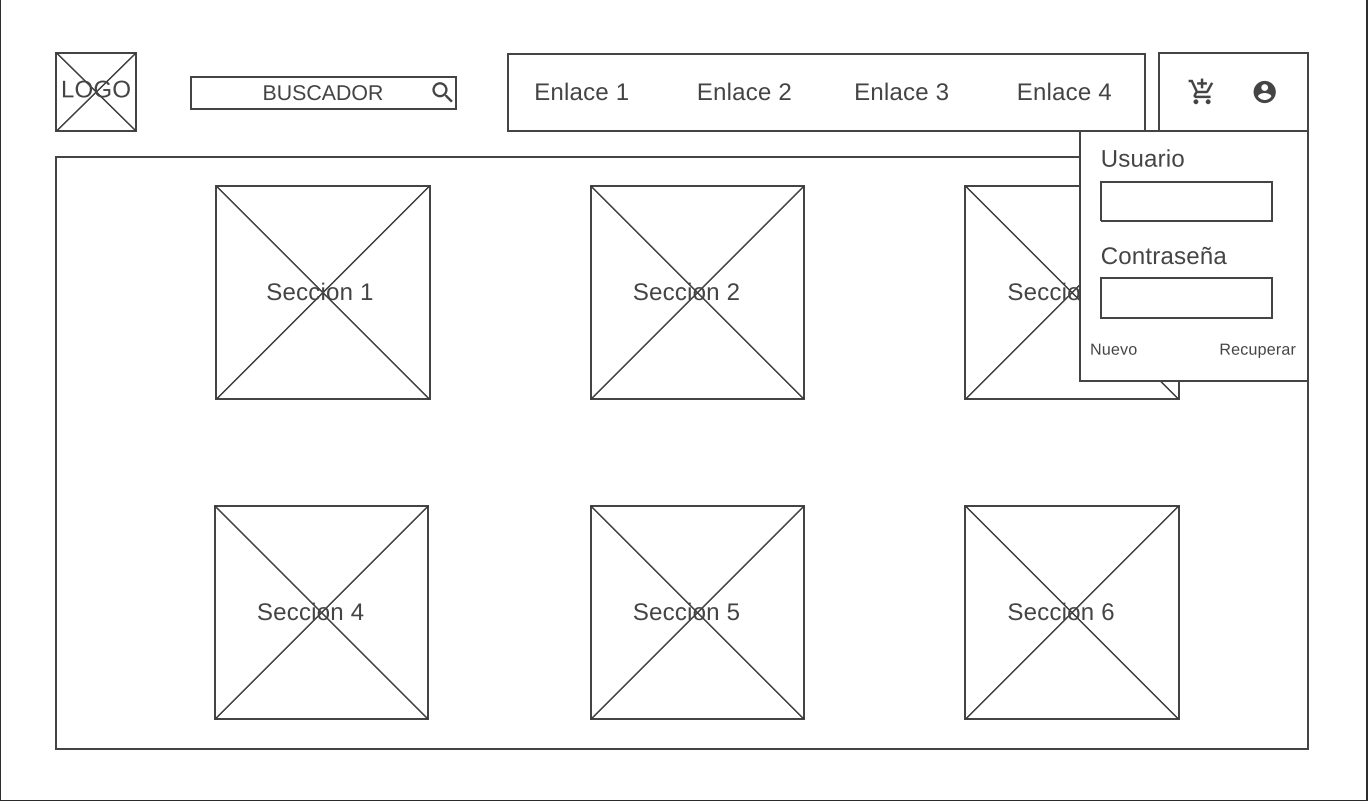 LOGO
BUSCADOR
Enlace 1
Enlace 2
Enlace 3
Enlace 4
Usuario
Contraseña
Nuevo
Recuperar
Seccion 1
Seccion 2
Seccio
Seccion 4
Seccion 5
Seccion 6